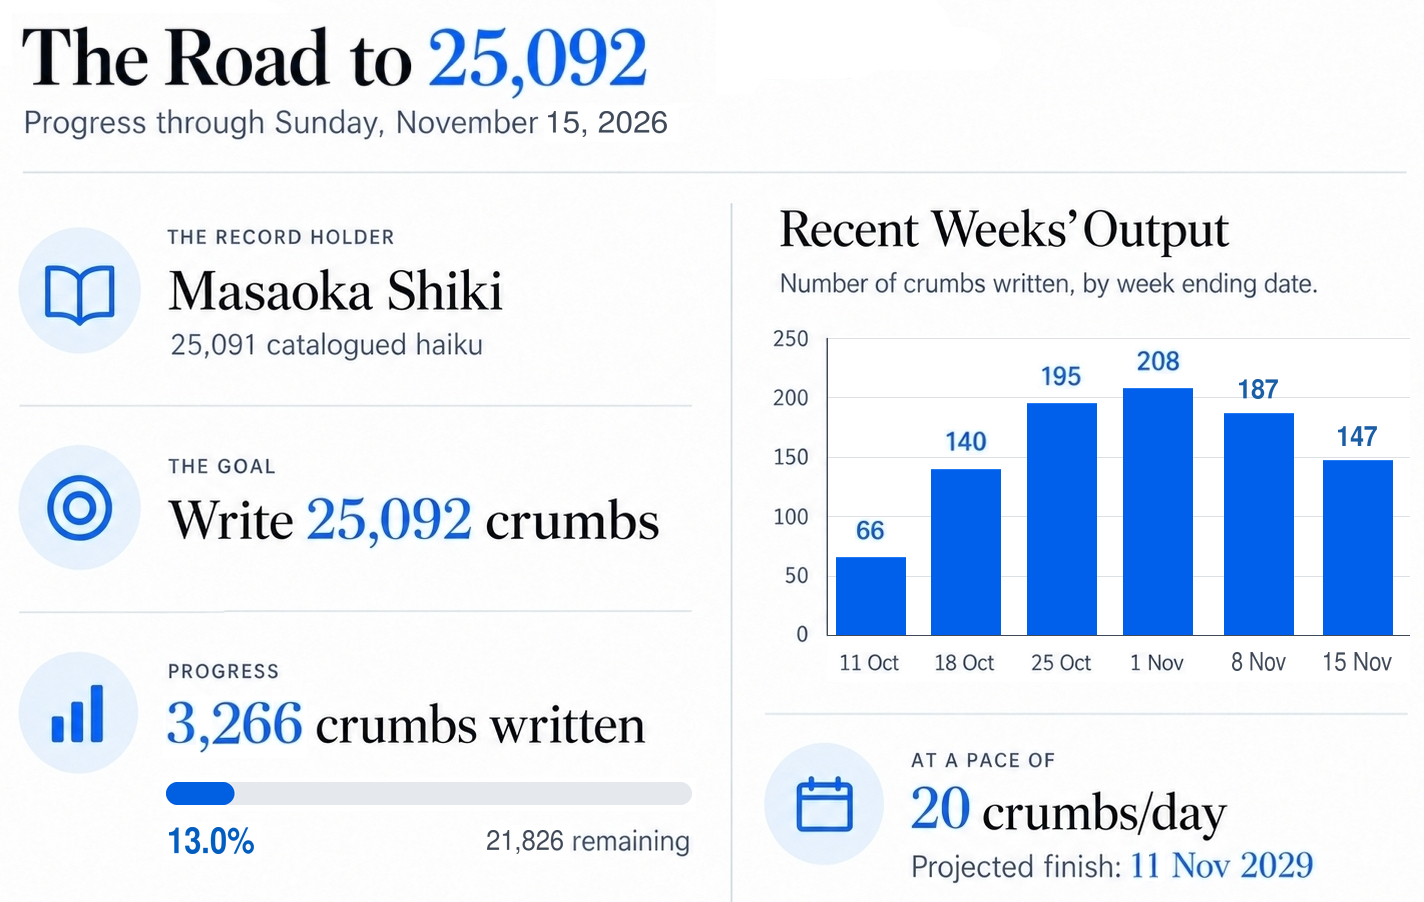 The Road to 25,092
Progress through Sunday, November 15, 2026
THE RECORD HOLDER
Masaoka Shiki
25,091 catalogued haiku
THE GOAL
Write 25,092 crumbs
PROGRESS
3,266 crumbs written
13.0%
21,826 remaining
Recent Weeks’ Output
Number of crumbs written, by week ending date.
250
200
150
100
50
0
66
140
195
208
187
147
11 Oct
18 Oct
25 Oct
1 Nov
8 Nov
15 Nov
AT A PACE OF
20 crumbs/day
Projected finish: 11 Nov 2029